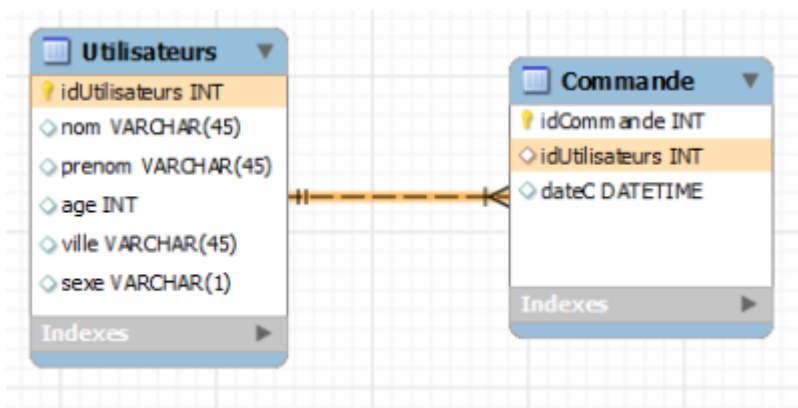 Utilisateurs
idUtilisateurs INT
nom VARCHAR(45)
prenom VARCHAR(45)
age INT
ville VARCHAR(45)
sexe VARCHAR(1)
Indexes
Commande
idCommande INT
idUtilisateurs INT
dateC DATETIME
Indexes